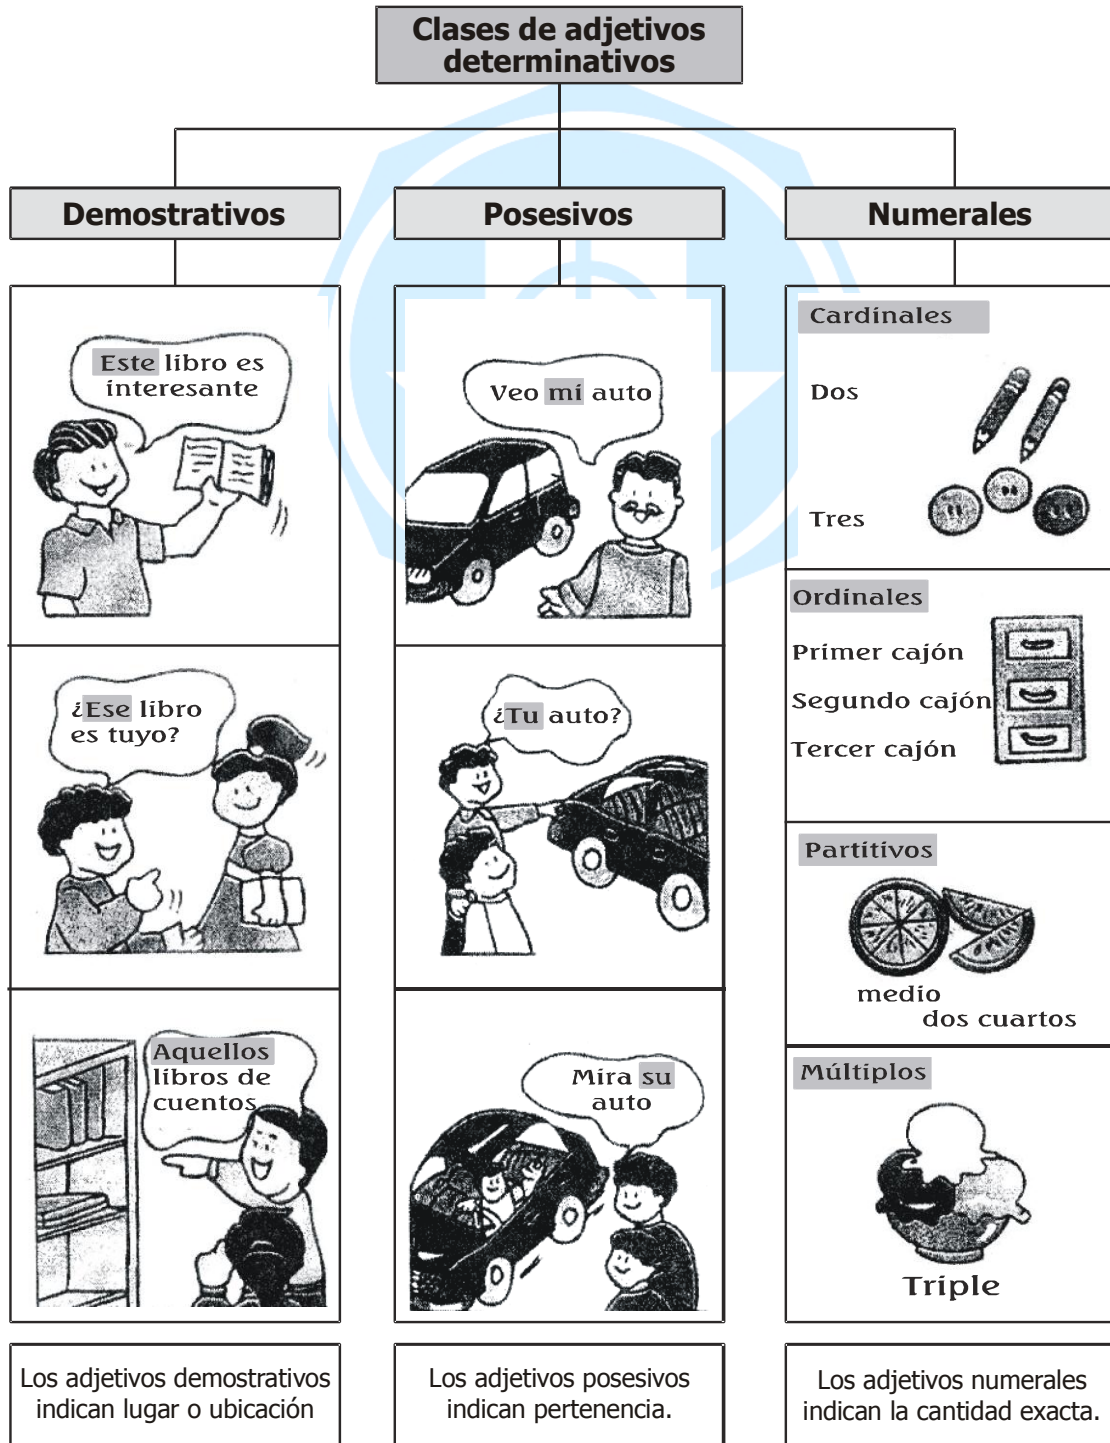 Clases de adjetivos
determinativos
Demostrativos
Este libro es
interesante
¿Ese libro
es tuyo?
Aquellos
libros de
cuentos
Los adjetivos demostrativos
indican lugar o ubicación
Posesivos
Veo mi auto
¿Tu auto?
Mira su
auto
Los adjetivos posesivos
indican pertenencia.
Numerales
Cardinales
Dos
Tres
Ordinales
Primer cajón
Segundo cajón
Tercer cajón
Partitivos
medio
dos cuartos
Múltiplos
Triple
Los adjetivos numerales
indican la cantidad exacta.